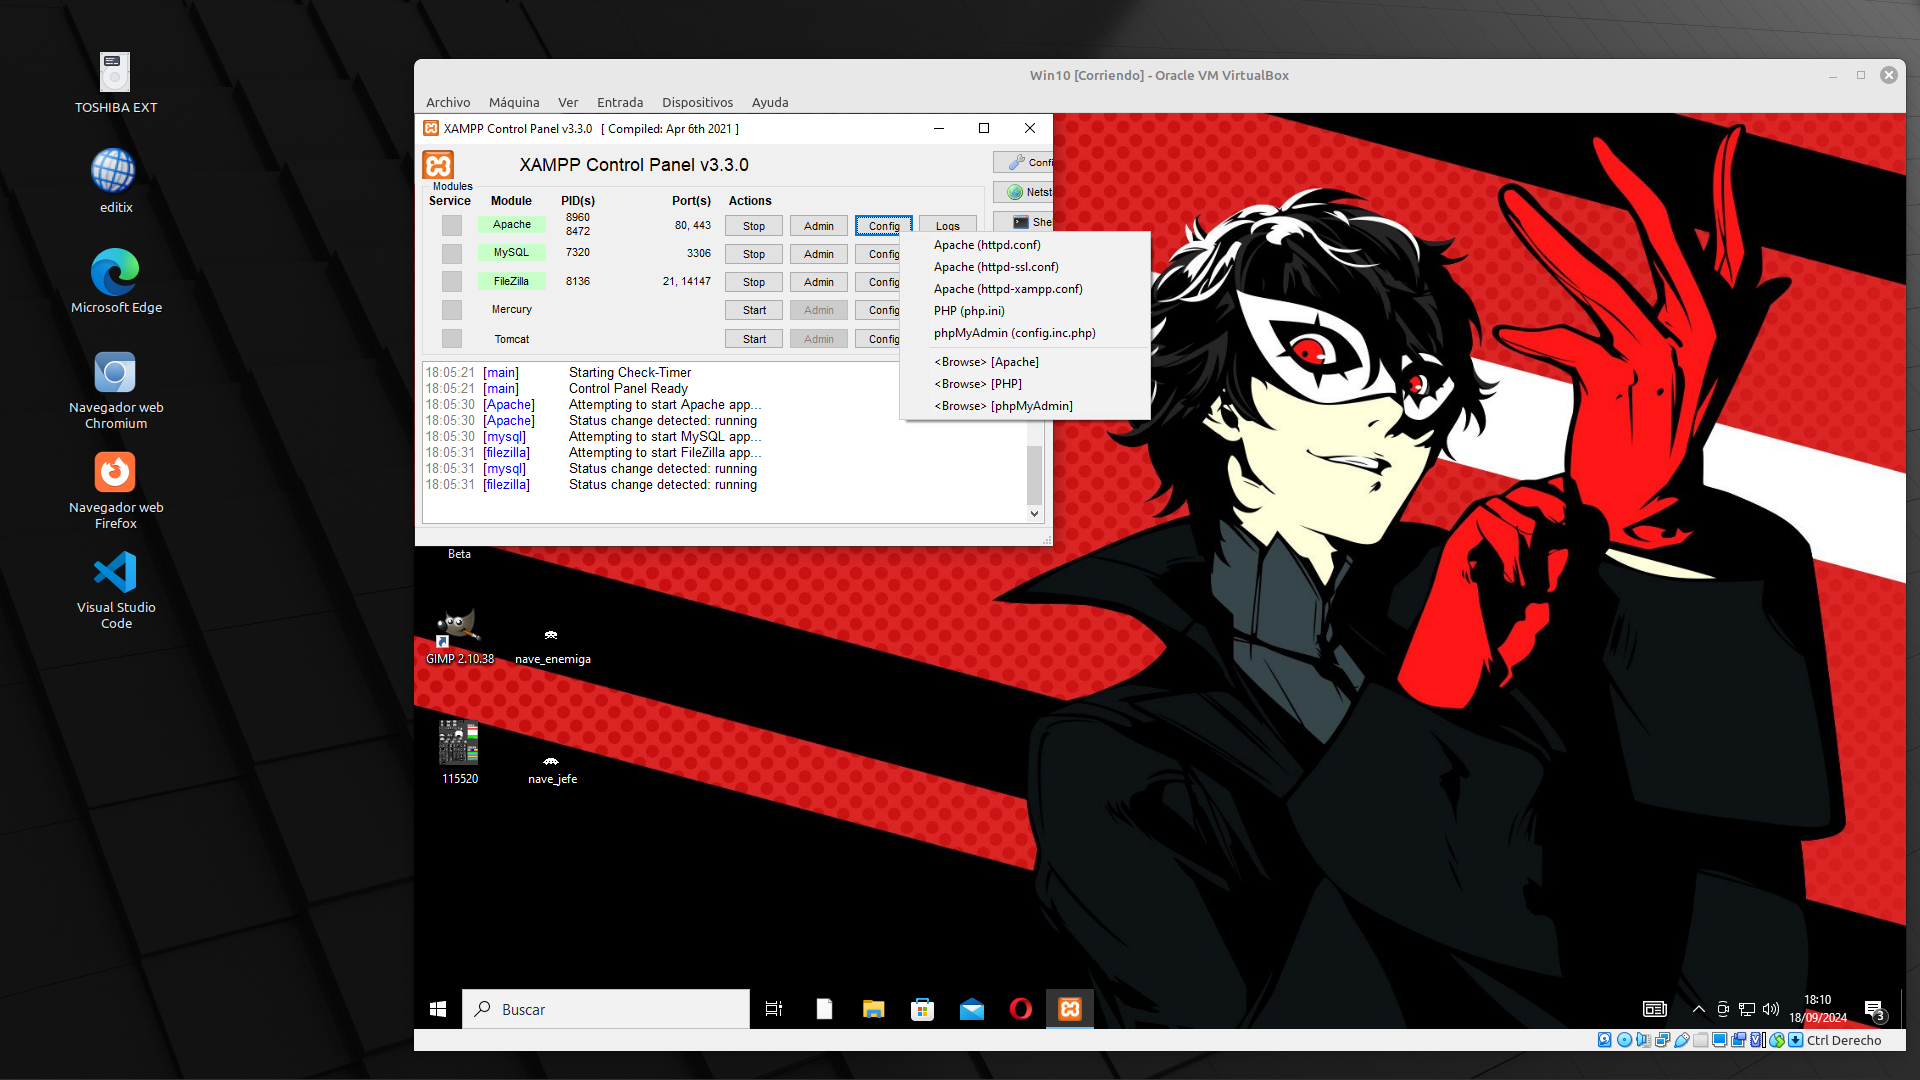 TOSHIBA EXT
editix
Microsoft Edge
Navegador web
Chromium
Navegador web
Firefox
Visual Studio
Code
Win10 [Corriendo] - Oracle VM VirtualBox
Archivo Máquina Ver Entrada Dispositivos Ayuda
XAMPP Control Panel v3.3.0 [ Compiled: Apr 6th 2021 ]
XAMPP Control Panel v3.3.0
Confi
Modules
Service Module PID(s) Port(s) Actions
Netst
Apache 8960 8472 80, 443 Stop Admin Config Logs
She
MySQL 7320 3306 Stop Admin Config
FileZilla 8136 21, 14147 Stop Admin Config
Mercury Start Admin Config
Tomcat Start Admin Config
Apache (httpd.conf)
Apache (httpd-ssl.conf)
Apache (httpd-xampp.conf)
PHP (php.ini)
phpMyAdmin (config.inc.php)
<Browse> [Apache]
<Browse> [PHP]
<Browse> [phpMyAdmin]
18:05:21 [main] Starting Check-Timer
18:05:21 [main] Control Panel Ready
18:05:30 [Apache] Attempting to start Apache app...
18:05:30 [Apache] Status change detected: running
18:05:30 [mysql] Attempting to start MySQL app...
18:05:31 [filezilla] Attempting to start FileZilla app...
18:05:31 [mysql] Status change detected: running
18:05:31 [filezilla] Status change detected: running
Beta
GIMP 2.10.38
nave_enemiga
115520
nave_jefe
Buscar
18:10
18/09/2024
3
Ctrl Derecho